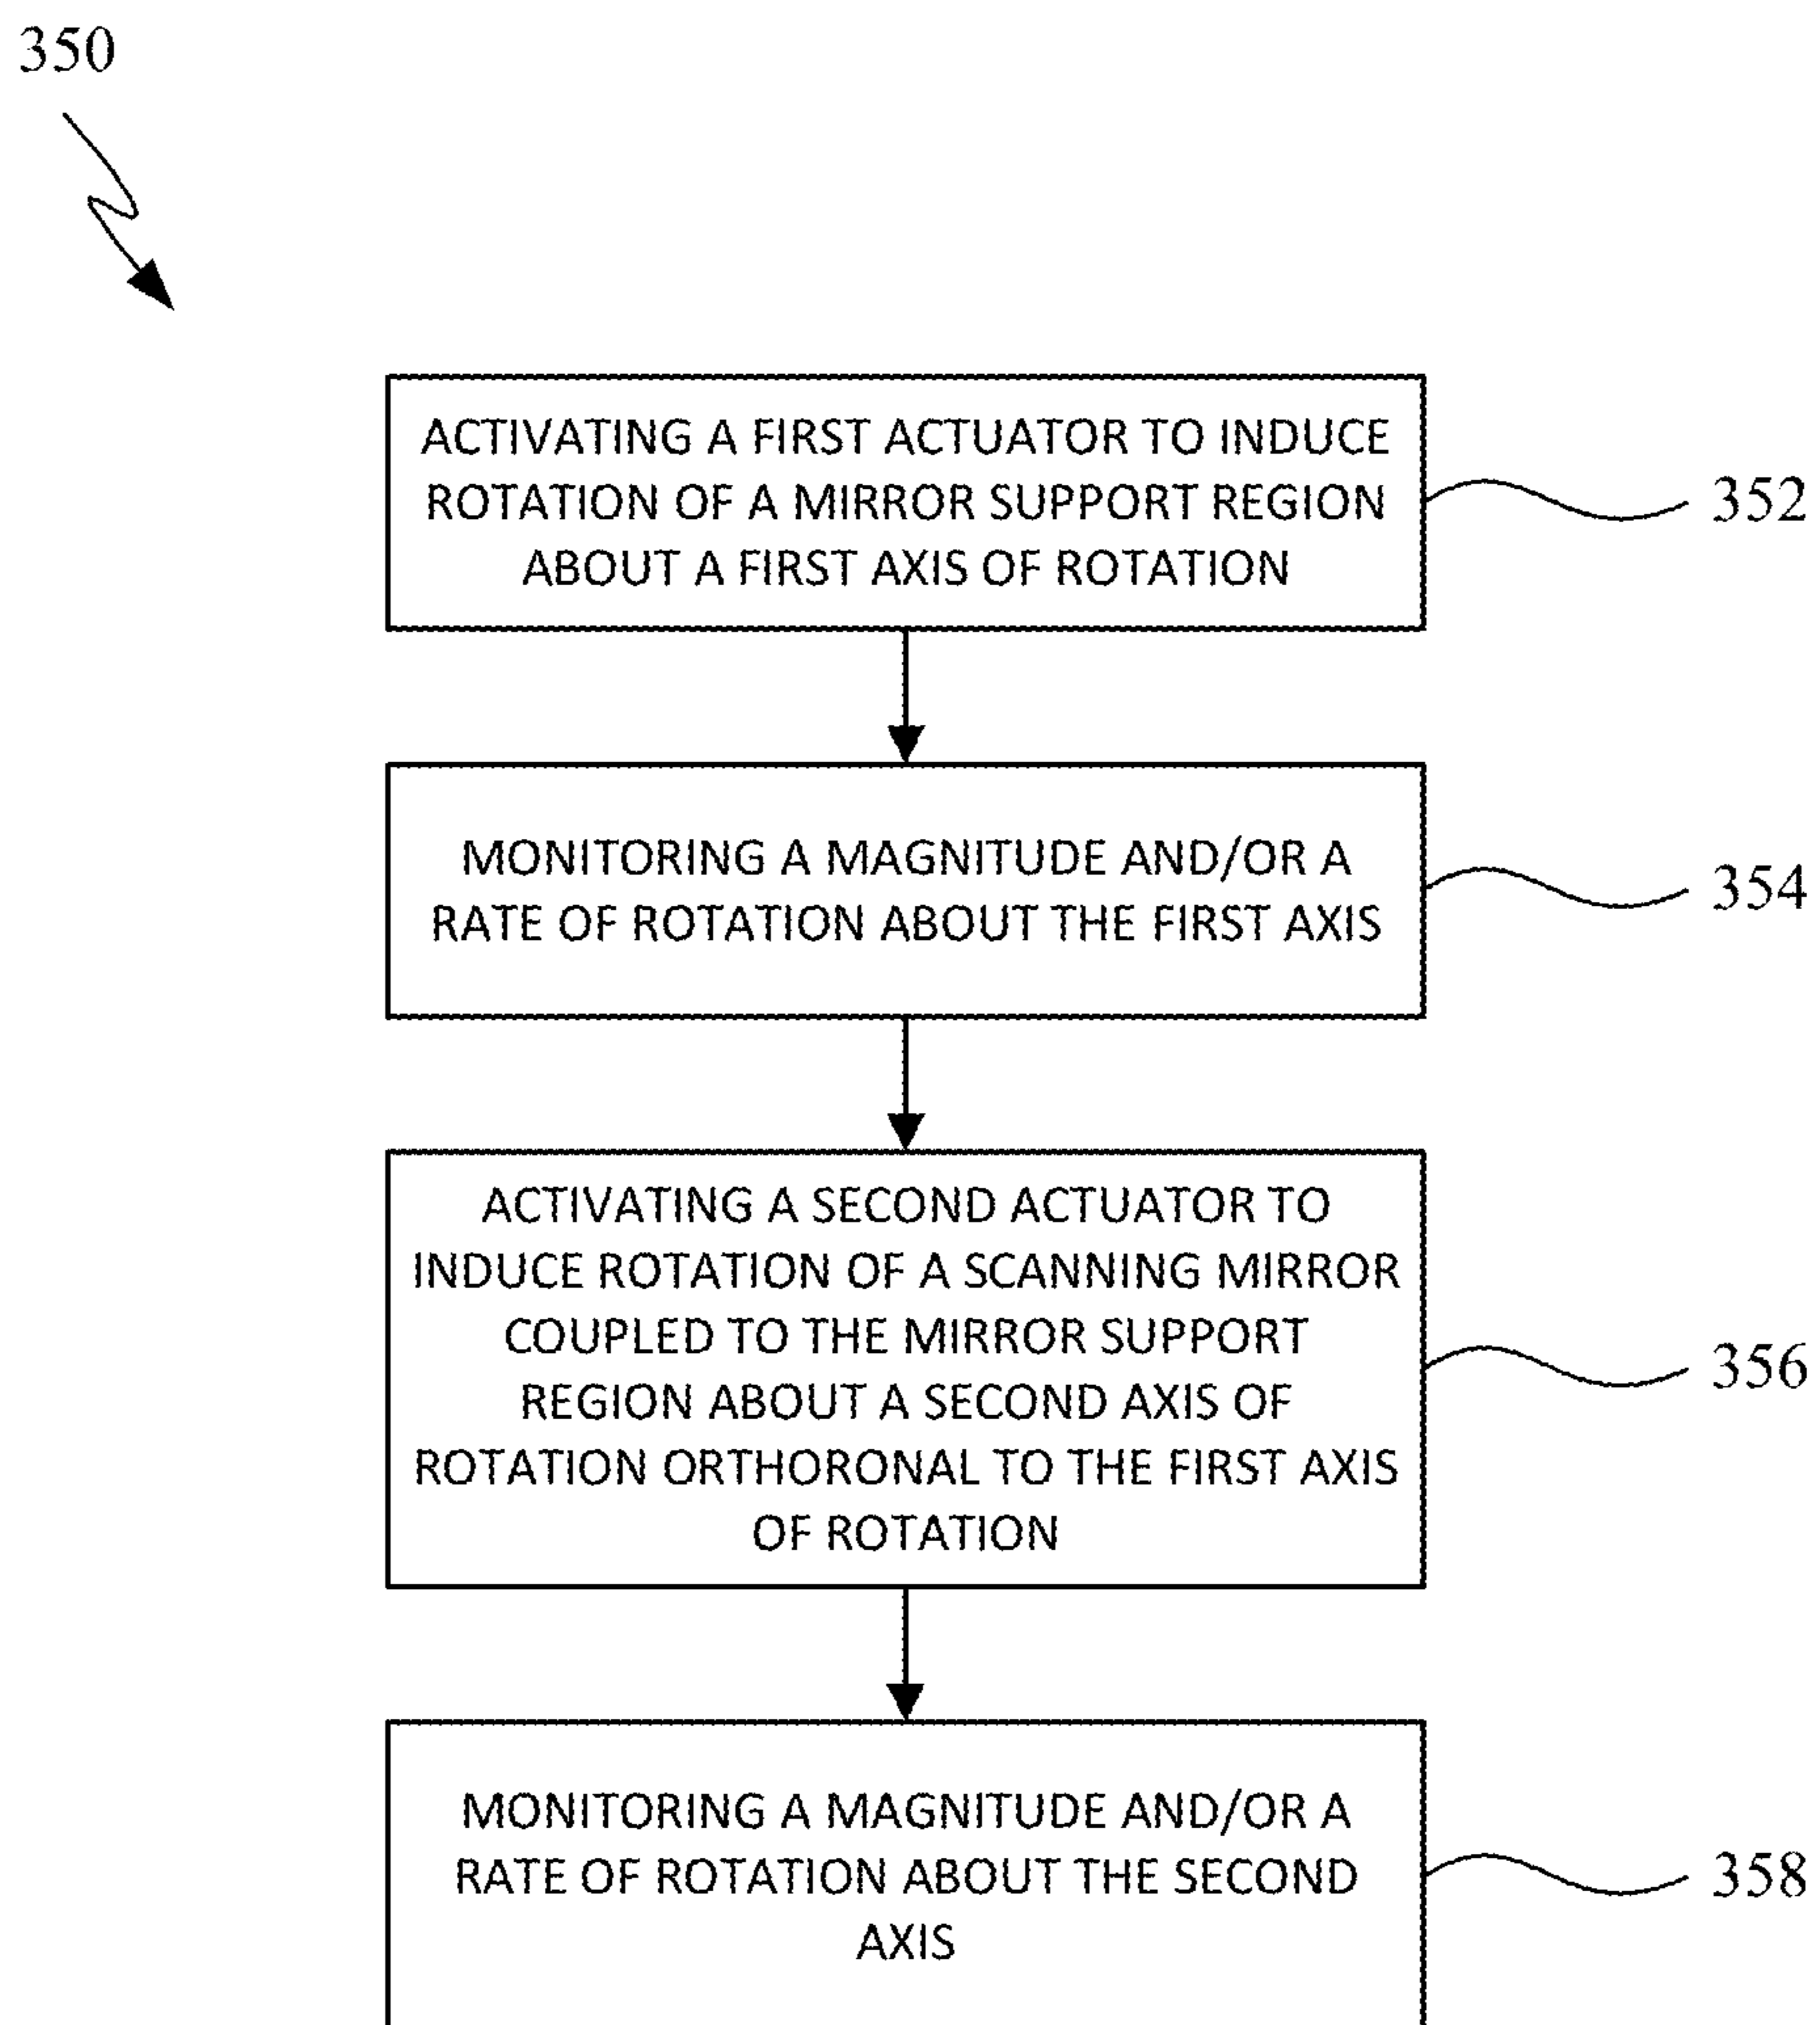 350
ACTIVATING A FIRST ACTUATOR TO INDUCE
ROTATION OF A MIRROR SUPPORT REGION
ABOUT A FIRST AXIS OF ROTATION
352
MONITORING A MAGNITUDE AND/OR A
RATE OF ROTATION ABOUT THE FIRST AXIS
354
ACTIVATING A SECOND ACTUATOR TO
INDUCE ROTATION OF A SCANNING MIRROR
COUPLED TO THE MIRROR SUPPORT
REGION ABOUT A SECOND AXIS OF
ROTATION ORTHORONAL TO THE FIRST AXIS
OF ROTATION
356
MONITORING A MAGNITUDE AND/OR A
RATE OF ROTATION ABOUT THE SECOND
AXIS
358